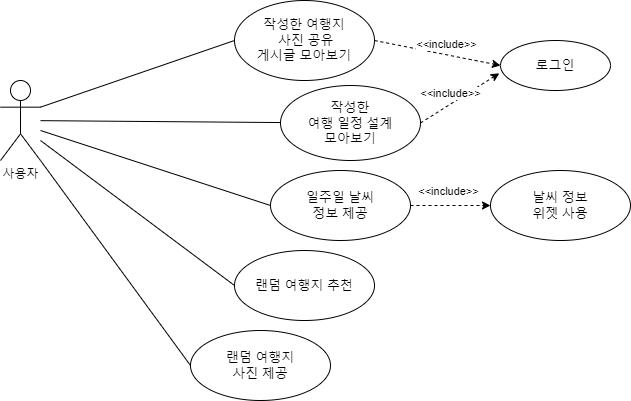 작성한 여행지
사진 공유
게시글 모아보기
<<include>>
로그인
<<include>>
작성한
여행 일정 설계
모아보기
사용자
일주일 날씨
정보 제공
<<include>>
날씨 정보
위젯 사용
랜덤 여행지 추천
랜덤 여행지
사진 제공